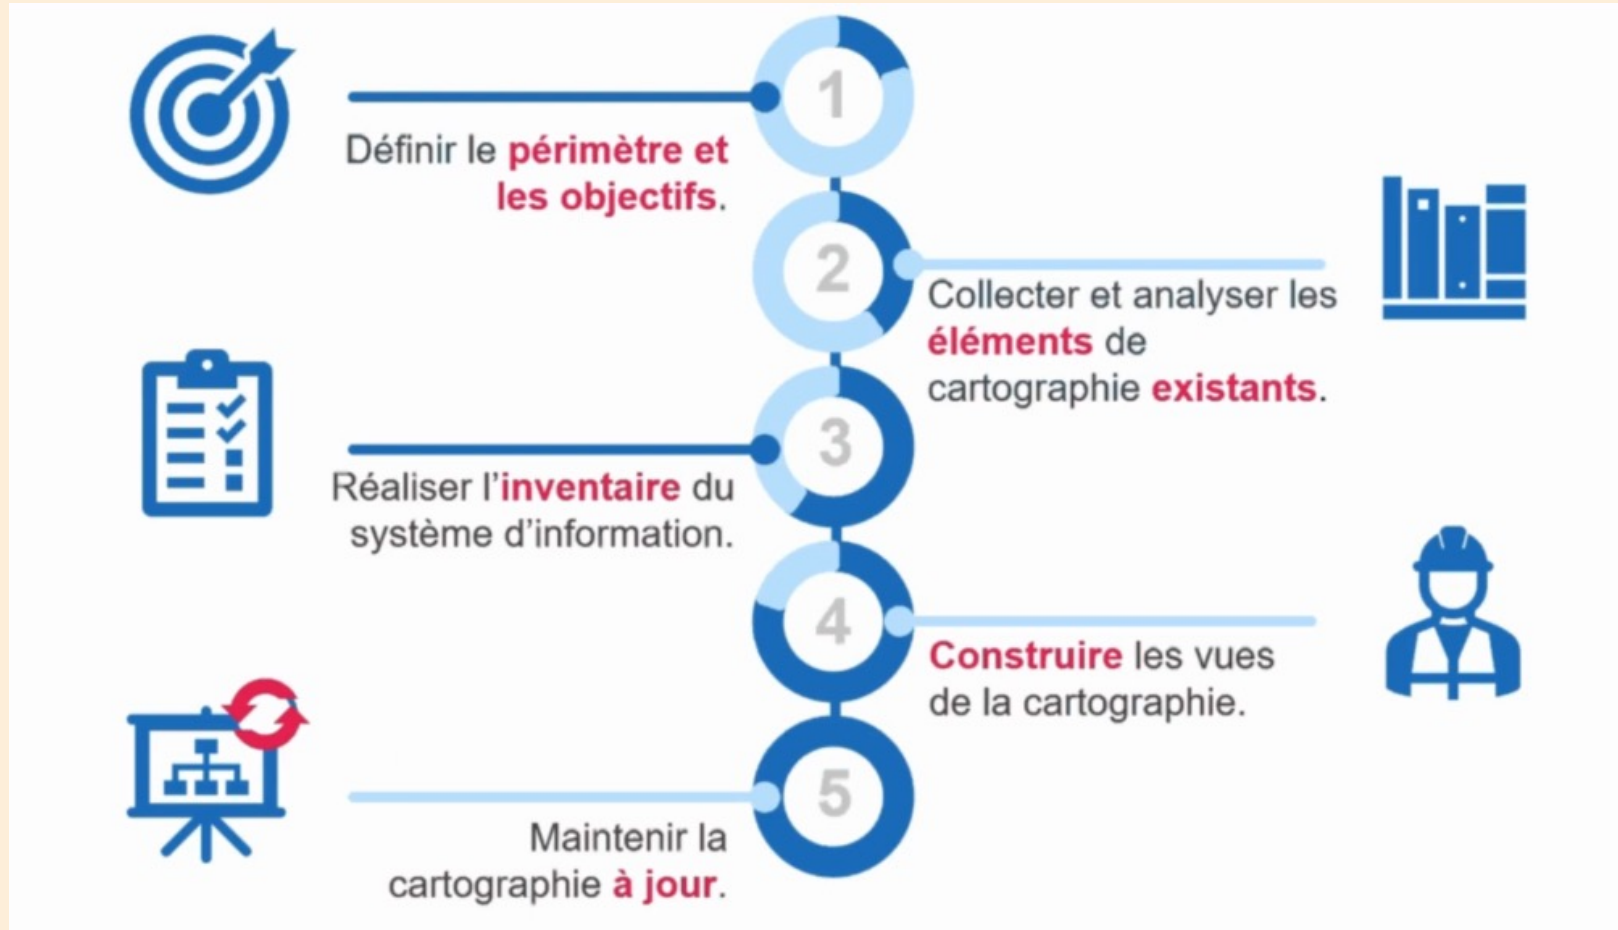 1
Définir le périmètre et
les objectifs.
2
Collecter et analyser les
éléments de
cartographie existants.
3
Réaliser l’inventaire du
système d’information.
4
Construire les vues
de la cartographie.
5
Maintenir la
cartographie à jour.